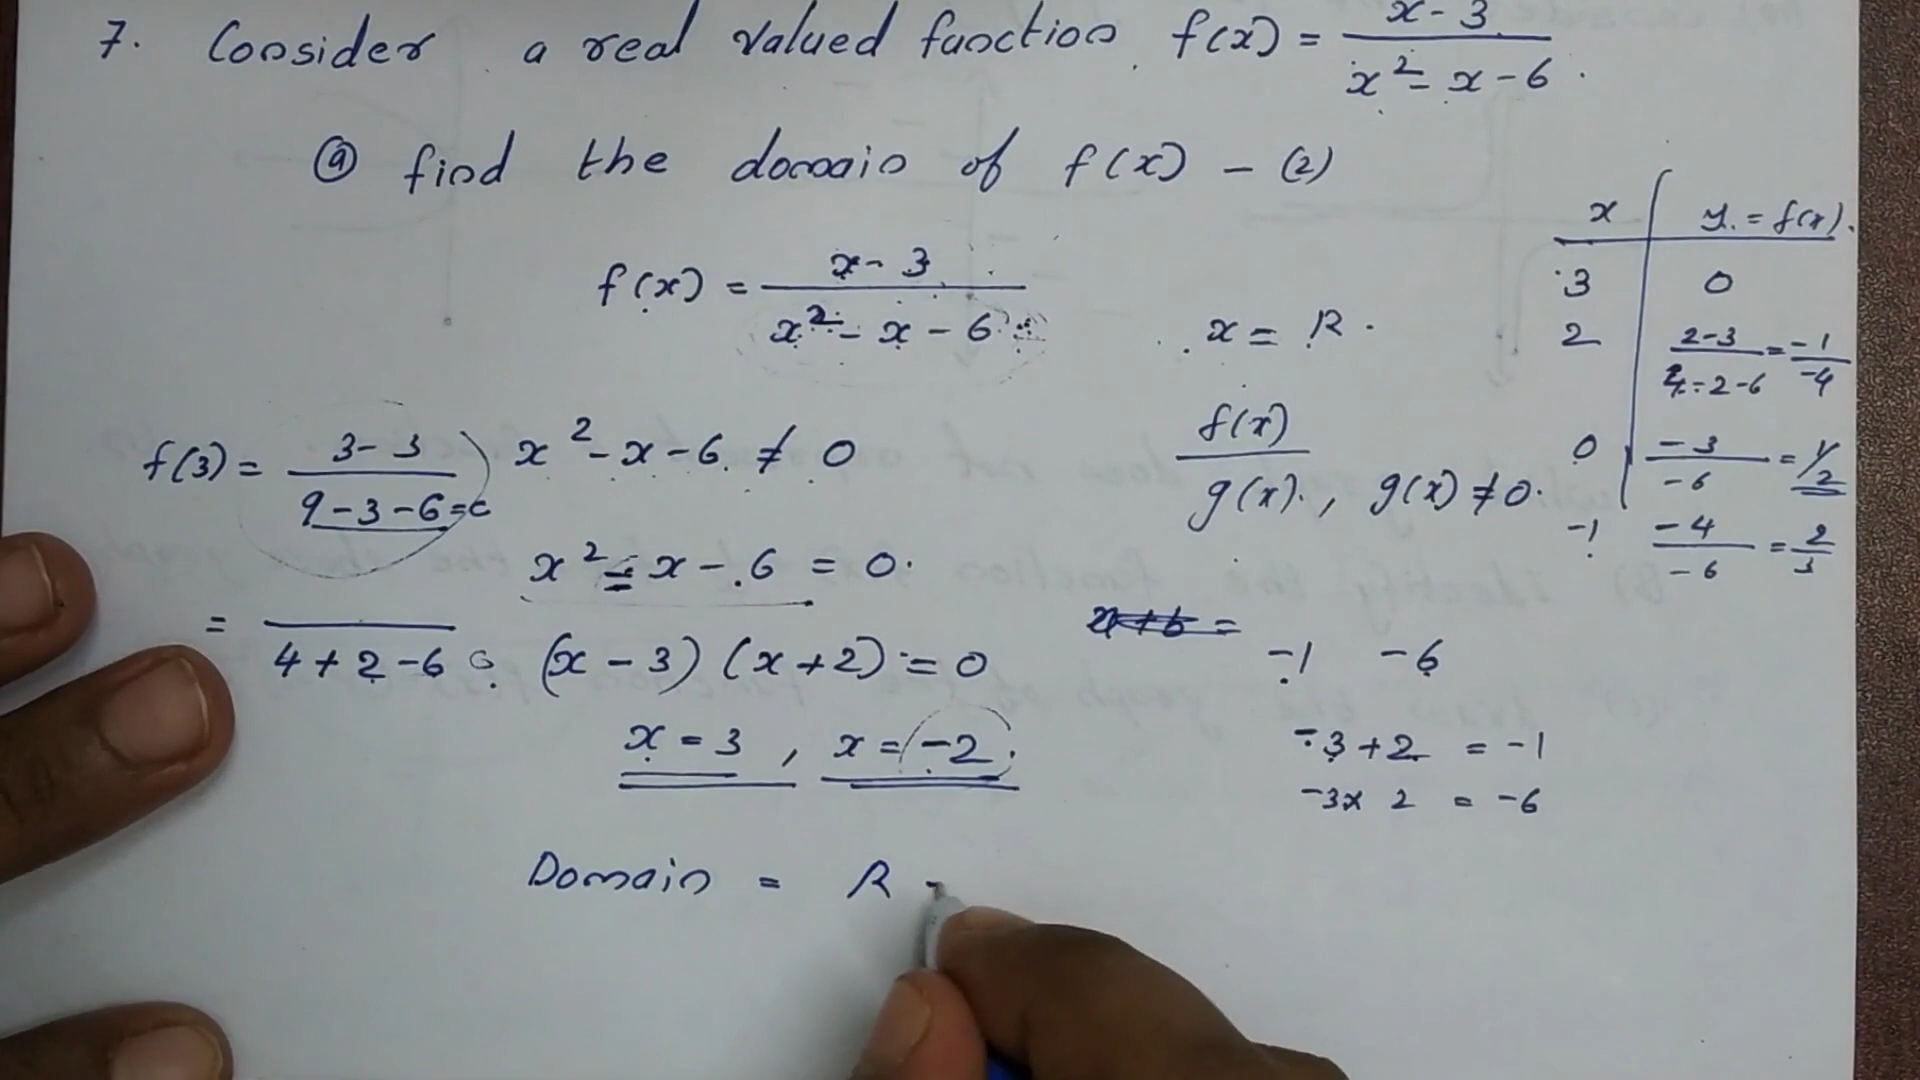 7. Consider a real valued function f(x) = x - 3 / x² - x - 6 .
ⓐ find the domain of f(x) - (2)
f(x) = x - 3 / x² - x - 6
x = R .
f(x) / g(x) , g(x) ≠ 0 .
f(3) = 3 - 3 / 9 - 3 - 6 = 0
x² - x - 6 ≠ 0
x² - x - 6 = 0 .
= / 4 + 2 - 6 0
(x - 3) (x + 2) = 0
x = 3 , x = -2 .
Domain = R -
x | y = f(x) .
3 | 0
2 | 2-3 / 4-2-6 = -1 / -4
0 | -3 / -6 = 1/2
-1 | -4 / -6 = 2 / 3
-1 -6
-3 + 2 = -1
-3 x 2 = -6